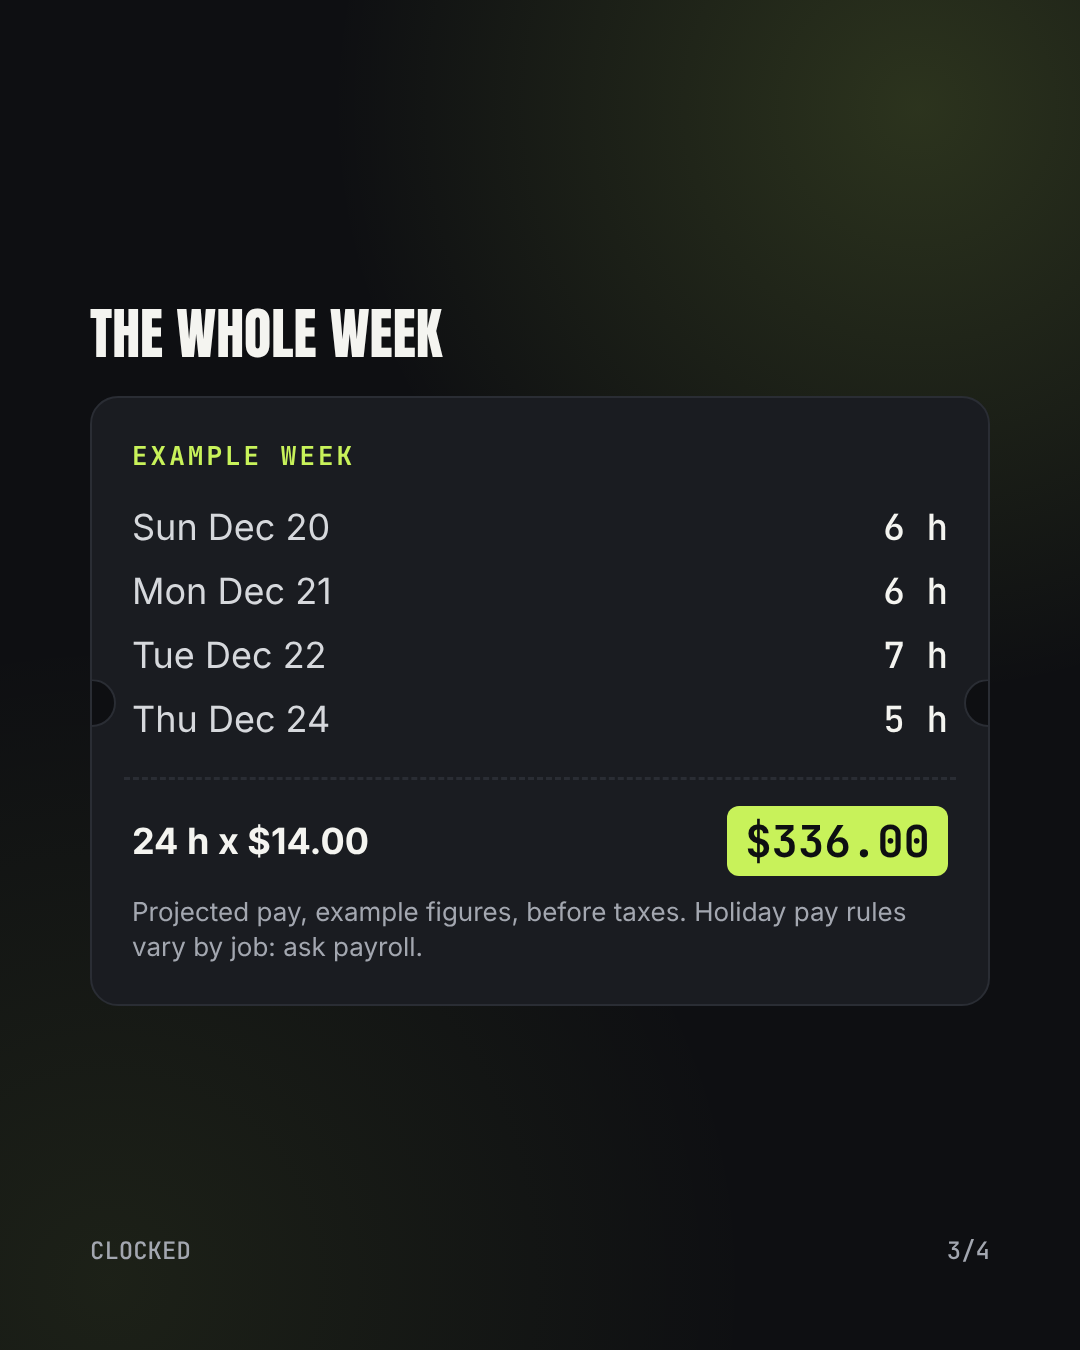 THE WHOLE WEEK
EXAMPLE WEEK
Sun Dec 20 6 h
Mon Dec 21 6 h
Tue Dec 22 7 h
Thu Dec 24 5 h
24 h x $14.00 $336.00
Projected pay, example figures, before taxes. Holiday pay rules
vary by job: ask payroll.
CLOCKED 3/4